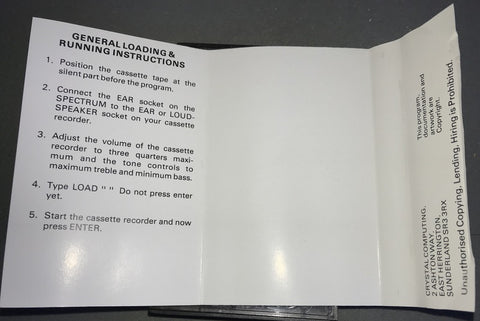 GENERAL LOADING &
RUNNING INSTRUCTIONS
1. Position the cassette tape at the
silent part before the program.
2. Connect the EAR socket on the
SPECTRUM to the EAR or LOUD-
SPEAKER socket on your cassette
recorder.
3. Adjust the volume of the cassette
recorder to three quarters maxi-
mum and the tone controls to
maximum treble and minimum bass.
4. Type LOAD " " Do not press enter
yet.
5. Start the cassette recorder and now
press ENTER.
This program,
documentation and
artwork are
Copyright.
CRYSTAL COMPUTING,
2 ASHTON WAY,
EAST HERRINGTON,
SUNDERLAND SR3 3RX
Unauthorised Copying, Lending, Hiring is Prohibited.